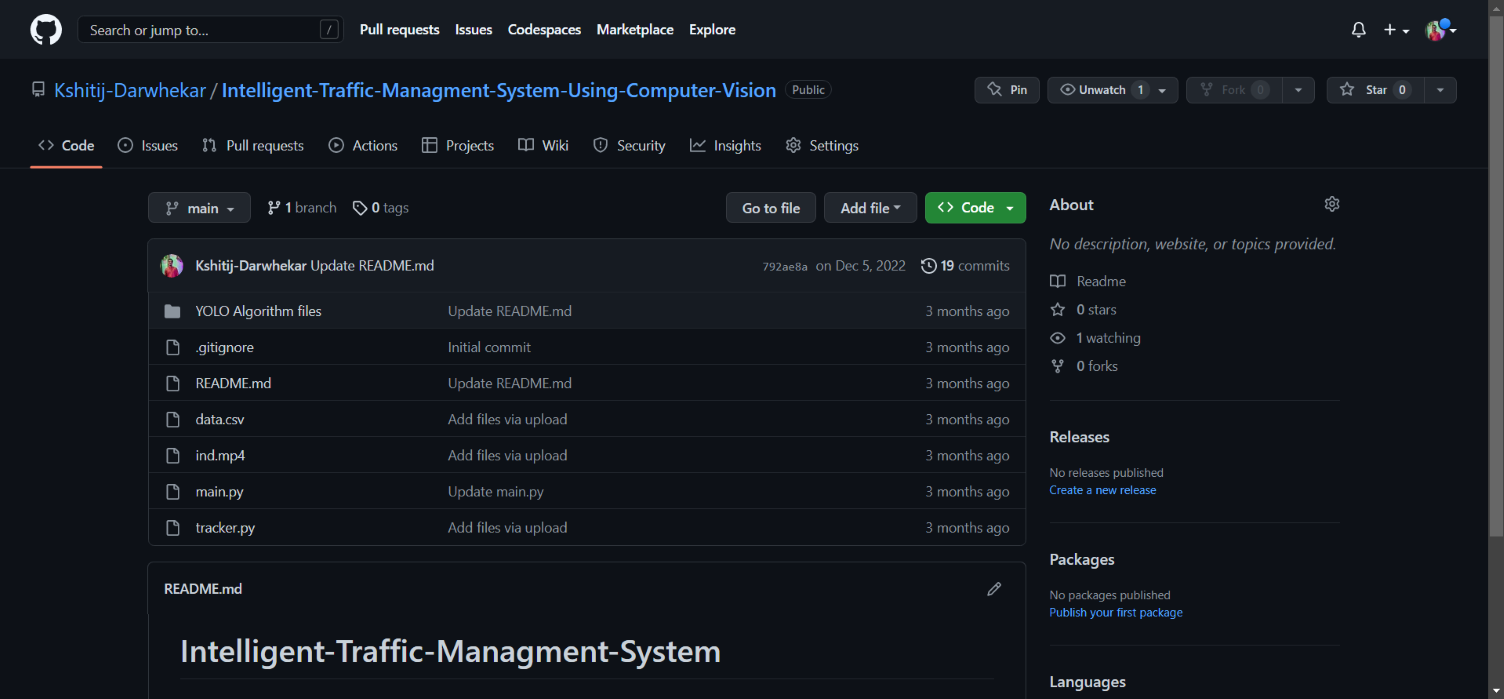 Search or jump to... / Pull requests Issues Codespaces Marketplace Explore
Kshitij-Darwhekar / Intelligent-Traffic-Managment-System-Using-Computer-Vision Public Pin Unwatch 1 Fork 0 Star 0
Code Issues Pull requests Actions Projects Wiki Security Insights Settings
main 1 branch 0 tags Go to file Add file Code
Kshitij-Darwhekar Update README.md 792ae8a on Dec 5, 2022 19 commits
YOLO Algorithm files Update README.md 3 months ago
.gitignore Initial commit 3 months ago
README.md Update README.md 3 months ago
data.csv Add files via upload 3 months ago
ind.mp4 Add files via upload 3 months ago
main.py Update main.py 3 months ago
tracker.py Add files via upload 3 months ago
README.md
Intelligent-Traffic-Managment-System
About
No description, website, or topics provided.
Readme
0 stars
1 watching
0 forks
Releases
No releases published
Create a new release
Packages
No packages published
Publish your first package
Languages